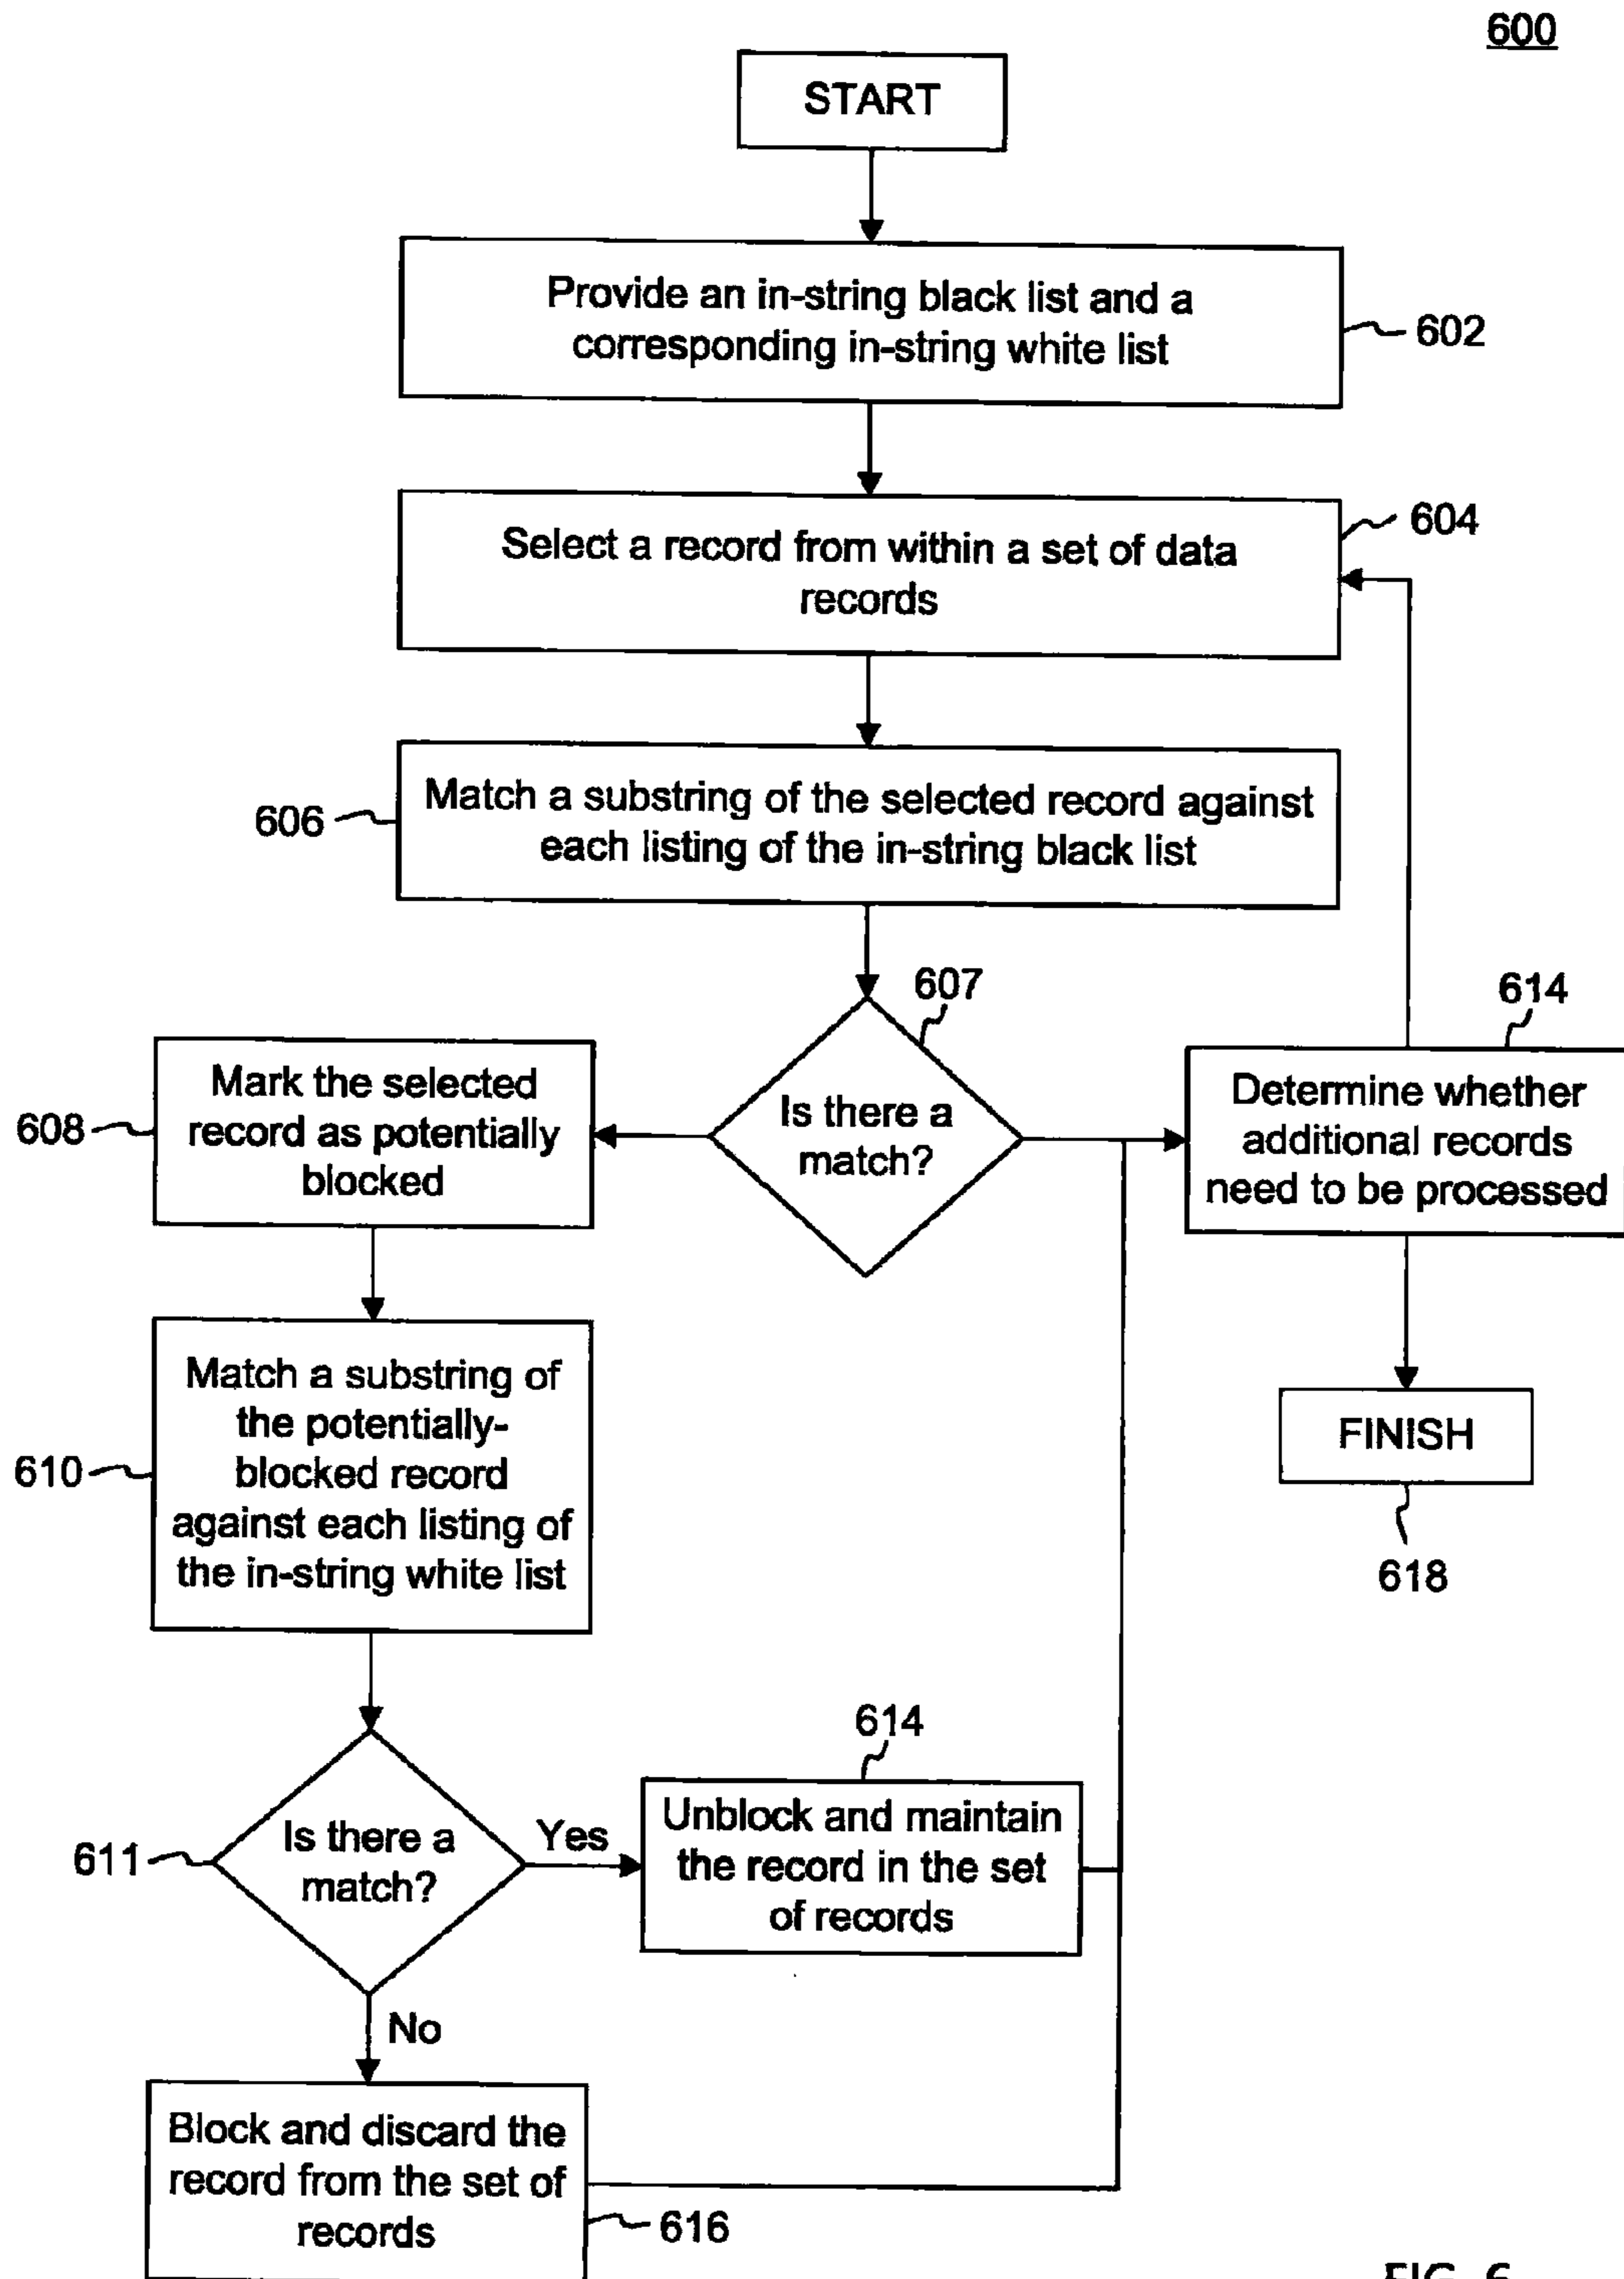 600
START
Provide an in-string black list and a
corresponding in-string white list
602
Select a record from within a set of data
records
604
Match a substring of the selected record against
each listing of the in-string black list
606
607
Is there a
match?
Mark the selected
record as potentially
blocked
608
614
Determine whether
additional records
need to be processed
Match a substring of
the potentially-
blocked record
against each listing of
the in-string white list
610
FINISH
618
Is there a
match?
611
Yes
614
Unblock and maintain
the record in the set
of records
No
Block and discard the
record from the set of
records
616
FIG. 6